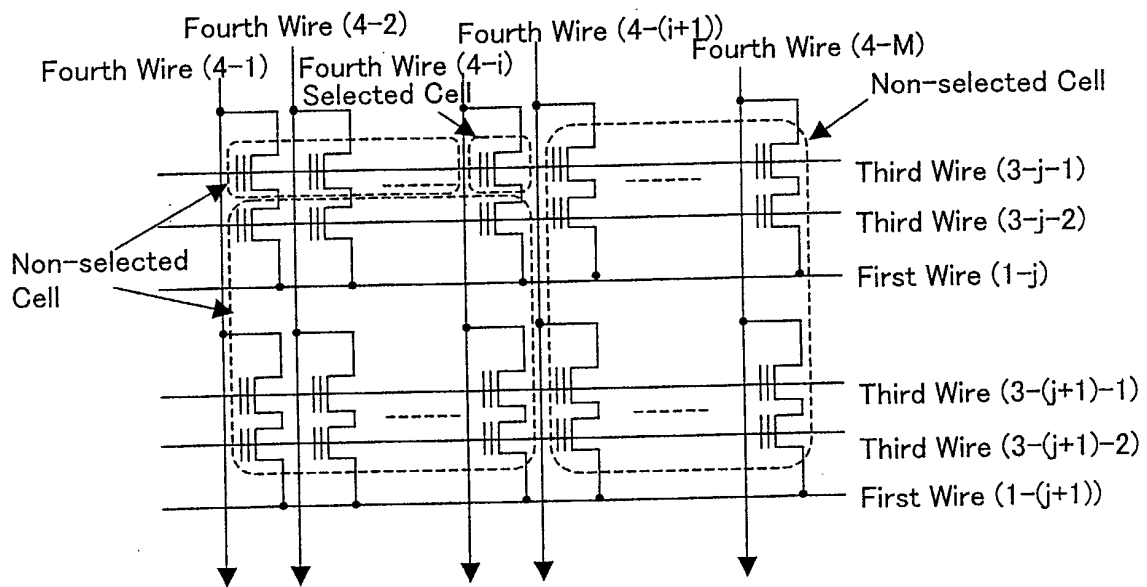 Fourth Wire (4-2)
Fourth Wire (4-(i+1))
Fourth Wire (4-M)
Fourth Wire (4-1)
Fourth Wire (4-i)
Selected Cell
Non-selected Cell
Third Wire (3-j-1)
Third Wire (3-j-2)
Non-selected
Cell
First Wire (1-j)
Third Wire (3-(j+1)-1)
Third Wire (3-(j+1)-2)
First Wire (1-(j+1))